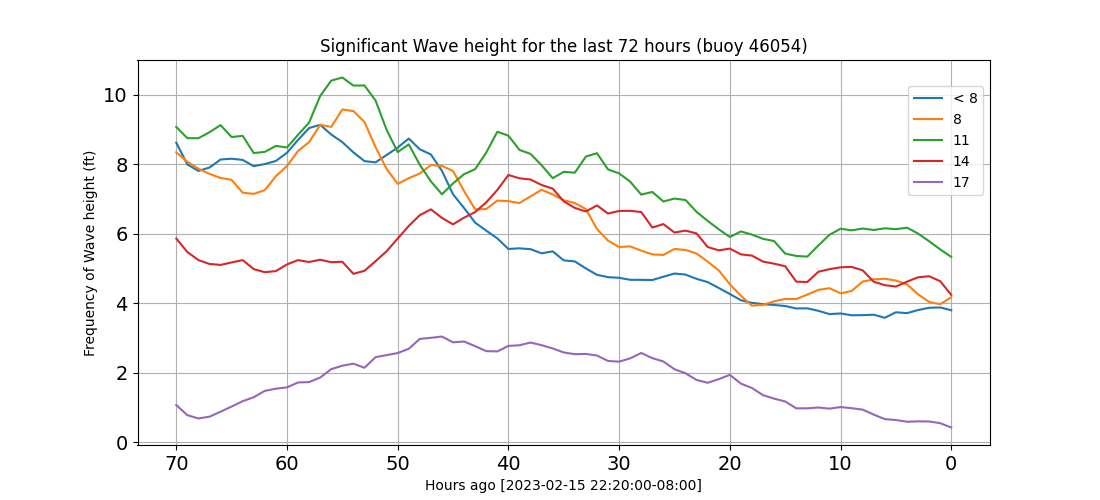 Significant Wave height for the last 72 hours (buoy 46054)
Frequency of Wave height (ft)
10
8
6
4
2
0
< 8
8
11
14
17
70 60 50 40 30 20 10 0
Hours ago [2023-02-15 22:20:00-08:00]